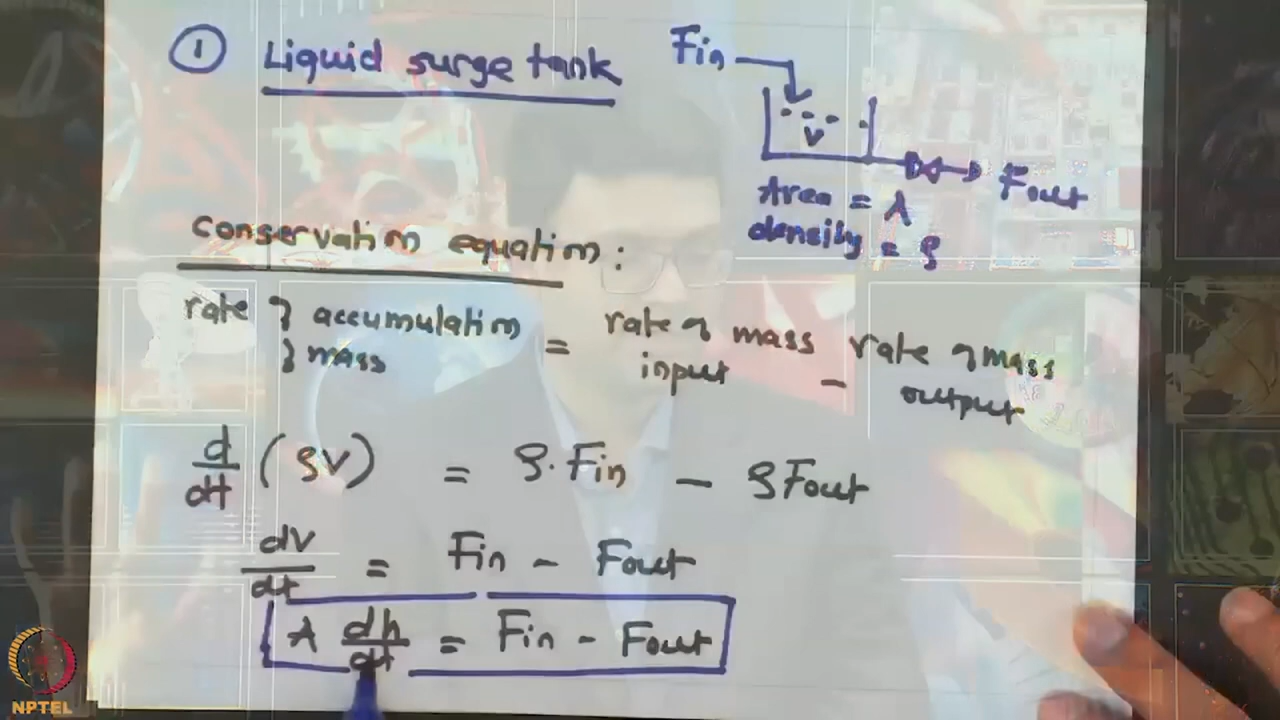 ① Liquid surge tank
Fin
V
Fout
Area = A
density = ρ
Conservation equation:
rate of accumulation of mass = rate of mass input − rate of mass output
d/dt (ρV) = ρ·Fin − ρFout
dV/dt = Fin − Fout
A dh/dt = Fin − Fout
NPTEL